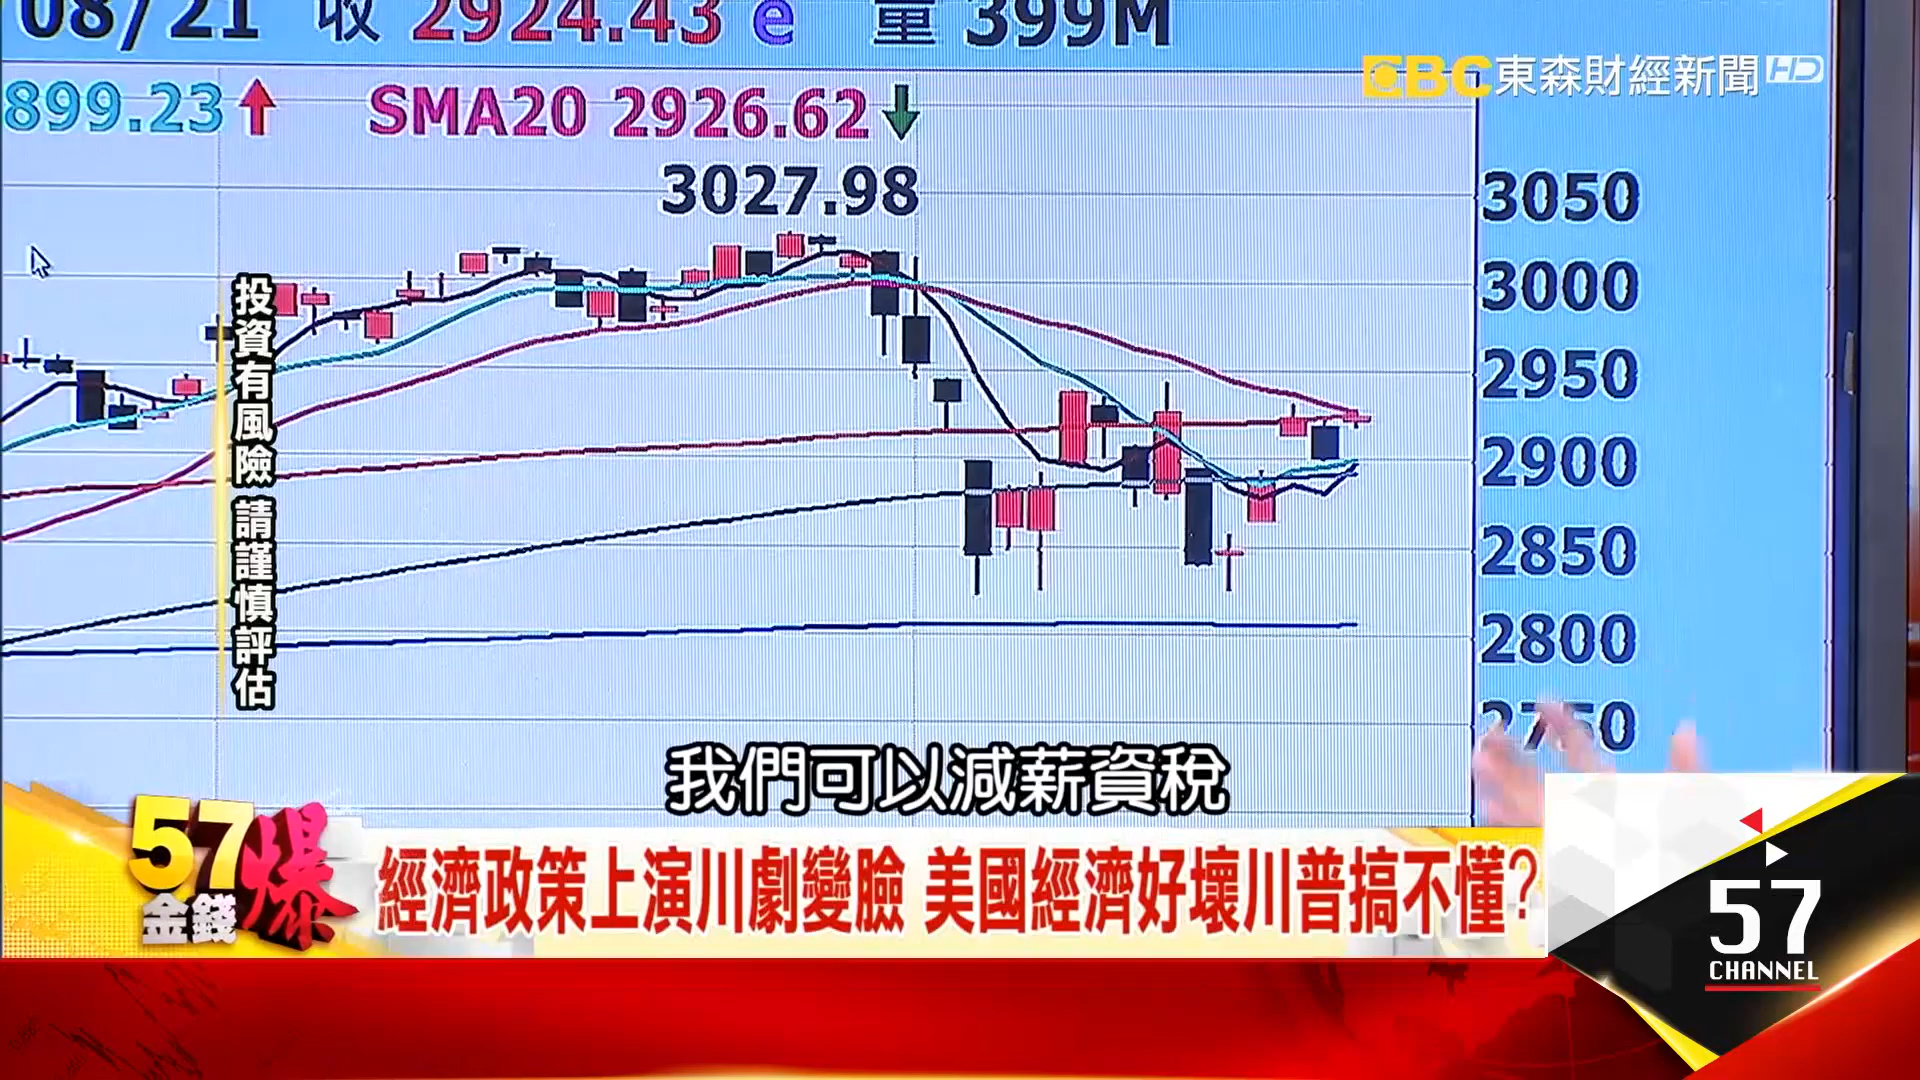 08/21 收 2924.43 e 量 399M
EBC 東森財經新聞 HD
899.23 SMA20 2926.62
3027.98
3050
3000
2950
2900
2850
2800
2750
投資有風險 請謹慎評估
我們可以減薪資稅
57金錢爆
經濟政策上演川劇變臉 美國經濟好壞川普搞不懂?
57
CHANNEL